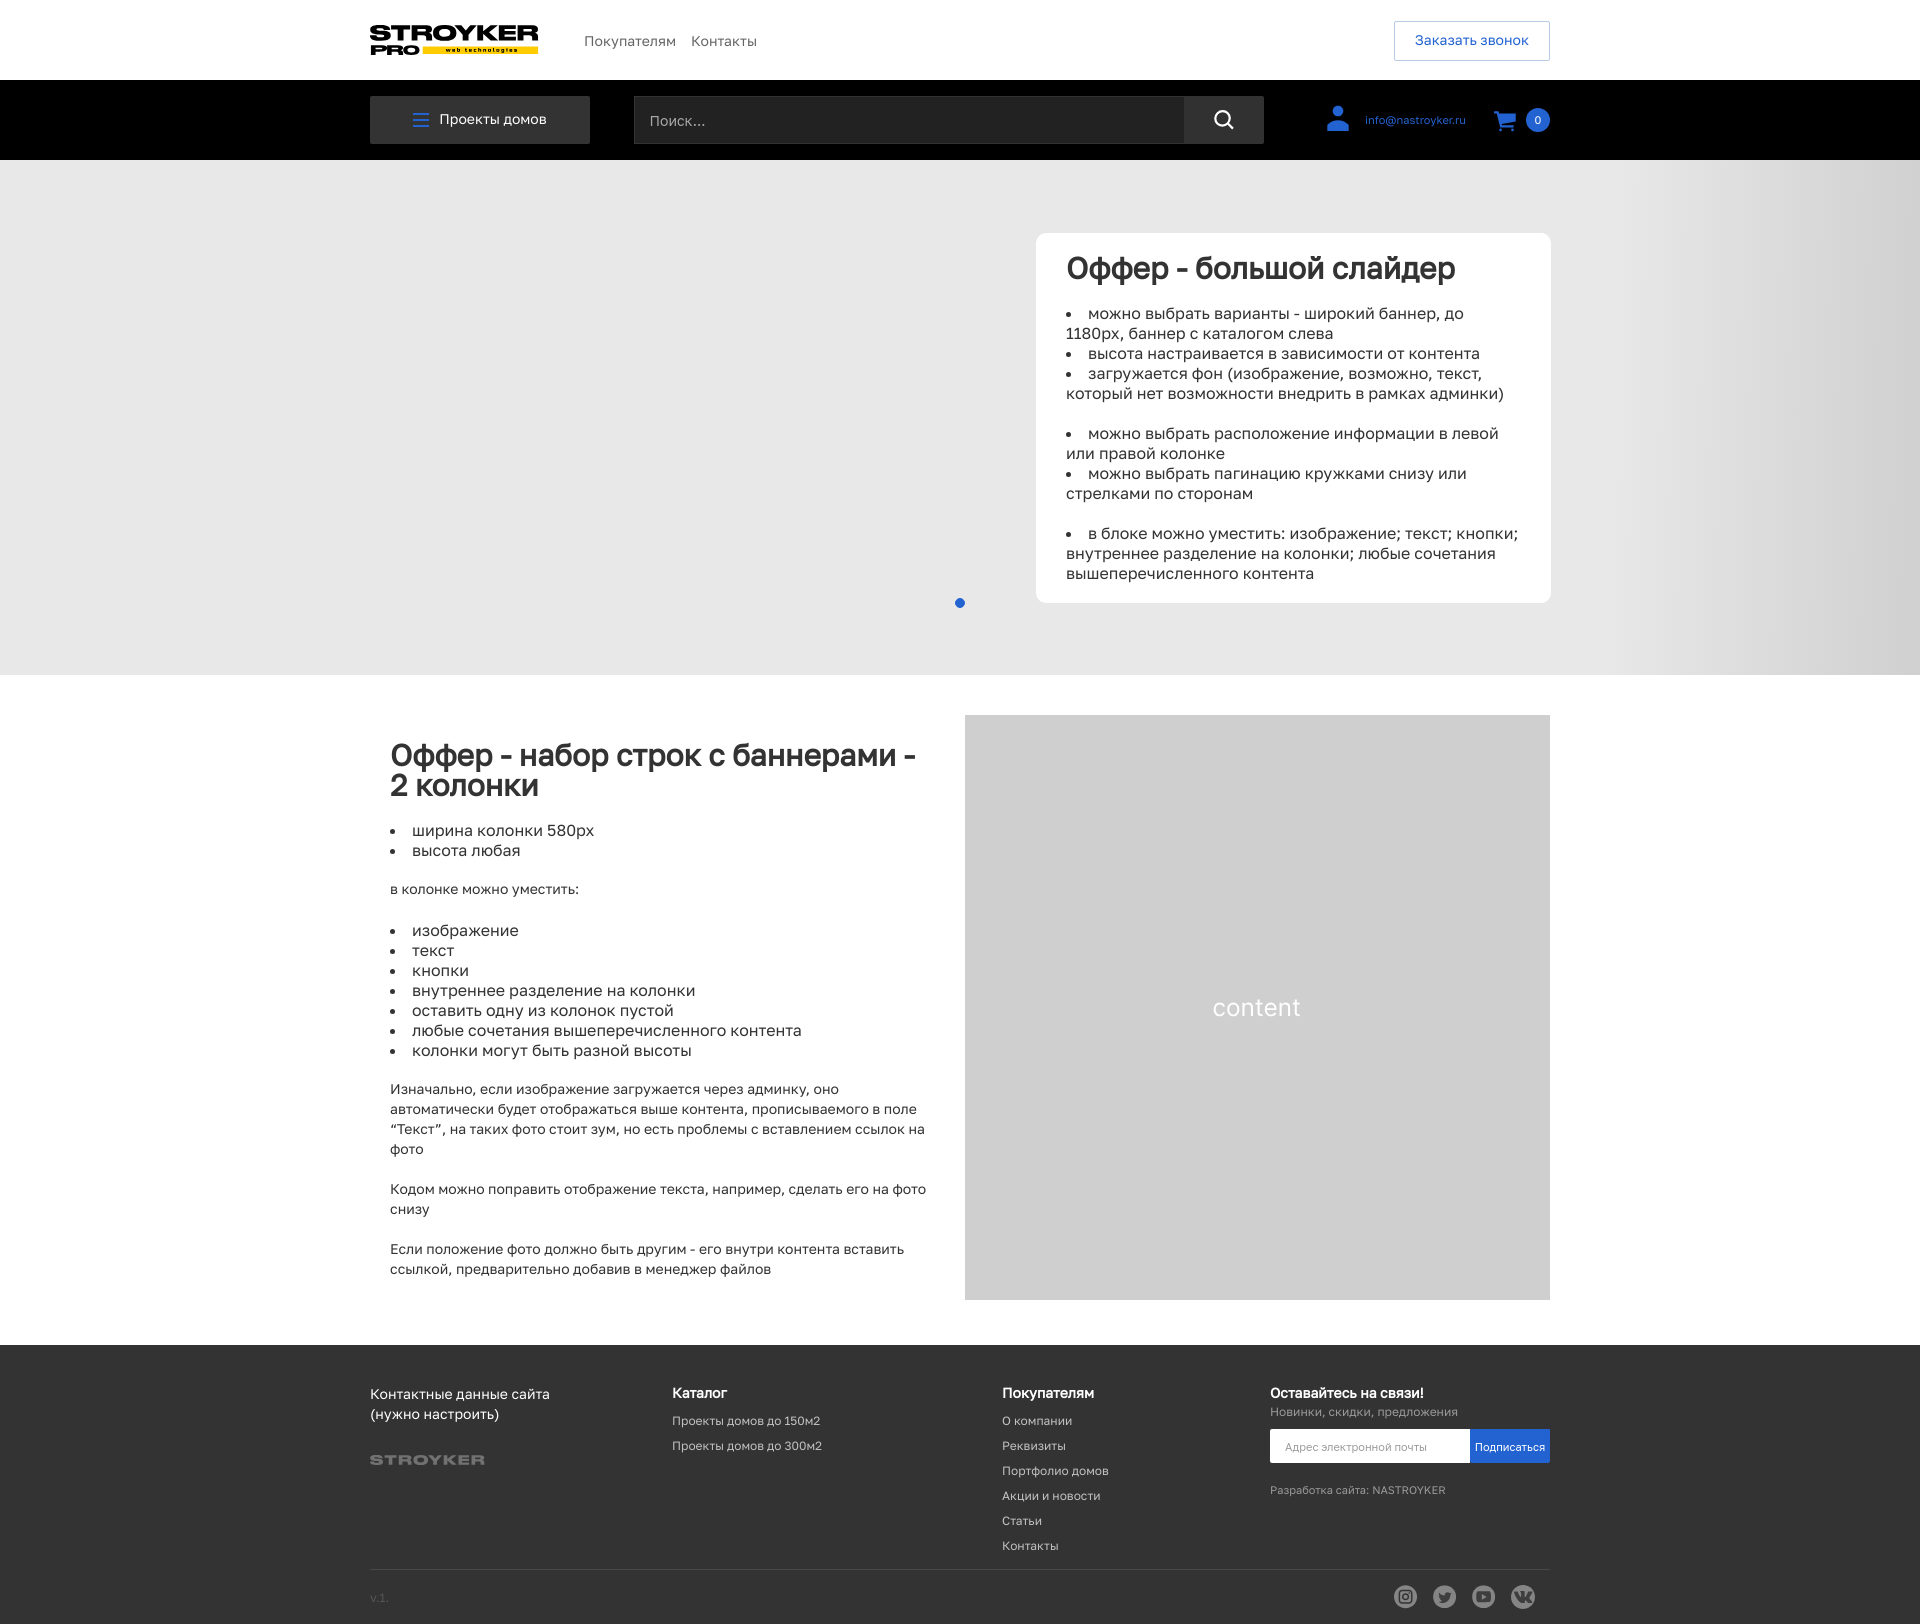 STROYKER
PRO web technologies
Покупателям Контакты
Заказать звонок
Проекты домов
Поиск...
info@nastroyker.ru
0
Оффер - большой слайдер
• можно выбрать варианты - широкий баннер, до
1180px, баннер с каталогом слева
• высота настраивается в зависимости от контента
• загружается фон (изображение, возможно, текст,
который нет возможности внедрить в рамках админки)
• можно выбрать расположение информации в левой
или правой колонке
• можно выбрать пагинацию кружками снизу или
стрелками по сторонам
• в блоке можно уместить: изображение; текст; кнопки;
внутреннее разделение на колонки; любые сочетания
вышеперечисленного контента
Оффер - набор строк с баннерами -
2 колонки
• ширина колонки 580px
• высота любая
в колонке можно уместить:
• изображение
• текст
• кнопки
• внутреннее разделение на колонки
• оставить одну из колонок пустой
• любые сочетания вышеперечисленного контента
• колонки могут быть разной высоты
Изначально, если изображение загружается через админку, оно
автоматически будет отображаться выше контента, прописываемого в поле
“Текст”, на таких фото стоит зум, но есть проблемы с вставлением ссылок на
фото
Кодом можно поправить отображение текста, например, сделать его на фото
снизу
Если положение фото должно быть другим - его внутри контента вставить
ссылкой, предварительно добавив в менеджер файлов
content
Контактные данные сайта
(нужно настроить)
STROYKER
Каталог
Проекты домов до 150м2
Проекты домов до 300м2
Покупателям
О компании
Реквизиты
Портфолио домов
Акции и новости
Статьи
Контакты
Оставайтесь на связи!
Новинки, скидки, предложения
Адрес электронной почты
Подписаться
Разработка сайта: NASTROYKER
v.1.